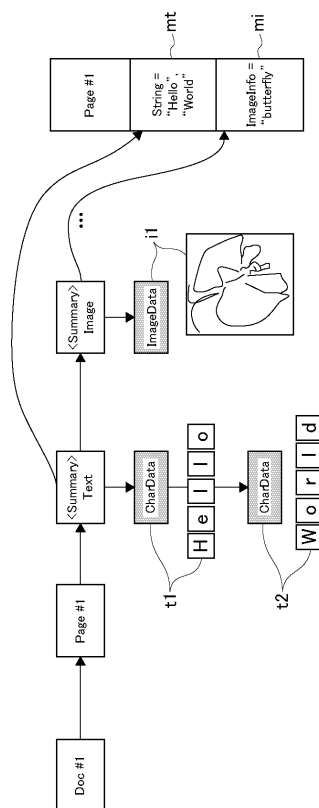 Doc #1
Page #1
<Summary>
Text
<Summary>
Image
...
Page #1
String =
"Hello",
"World"
mt
ImageInfo =
"butterfly"
mi
CharData
t1
H e l l o
CharData
t2
W o r l d
ImageData
i1